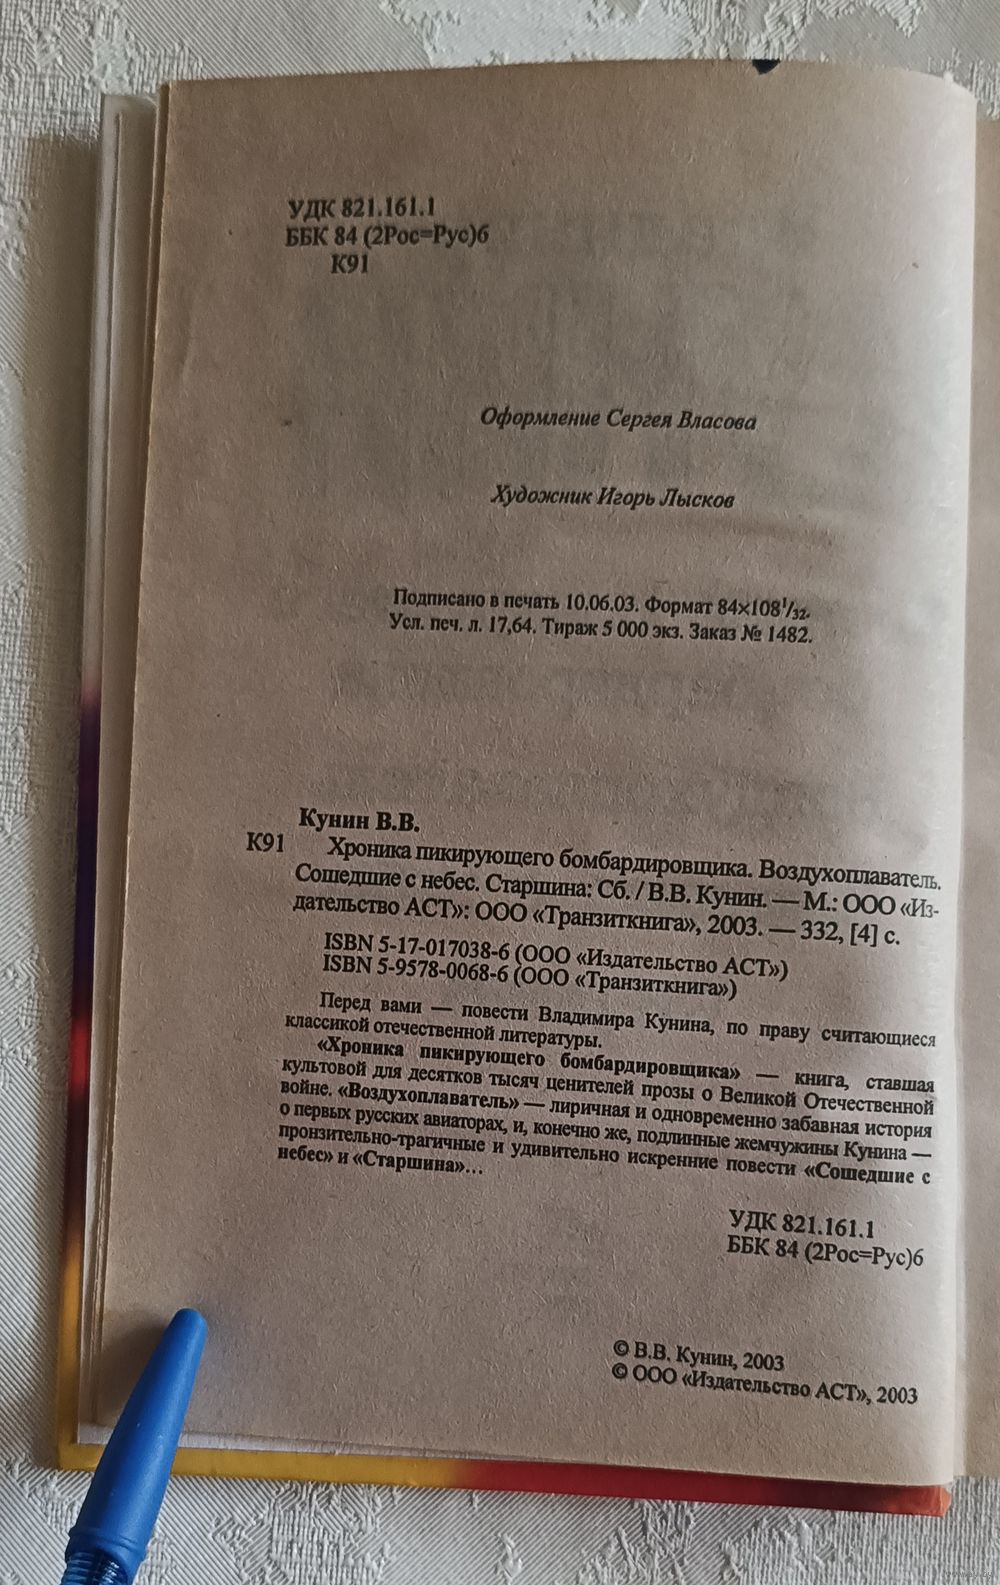 УДК 821.161.1
ББК 84 (2Рос=Рус)6
К91
Оформление Сергея Власова
Художник Игорь Лысков
Подписано в печать 10.06.03. Формат 84×108¹/₃₂.
Усл. печ. л. 17,64. Тираж 5 000 экз. Заказ № 1482.
Кунин В.В.
К91 Хроника пикирующего бомбардировщика. Воздухоплаватель.
Сошедшие с небес. Старшина: Сб. / В.В. Кунин. — М.: ООО «Из-
дательство АСТ»: ООО «Транзиткнига», 2003. — 332, [4] с.
ISBN 5-17-017038-6 (ООО «Издательство АСТ»)
ISBN 5-9578-0068-6 (ООО «Транзиткнига»)
Перед вами — повести Владимира Кунина, по праву считающиеся
классикой отечественной литературы.
«Хроника пикирующего бомбардировщика» — книга, ставшая
культовой для десятков тысяч ценителей прозы о Великой Отечественной
войне. «Воздухоплаватель» — лиричная и одновременно забавная история
о первых русских авиаторах, и, конечно же, подлинные жемчужины Кунина —
пронзительно-трагичные и удивительно искренние повести «Сошедшие с
небес» и «Старшина»...
УДК 821.161.1
ББК 84 (2Рос=Рус)6
© В.В. Кунин, 2003
© ООО «Издательство АСТ», 2003